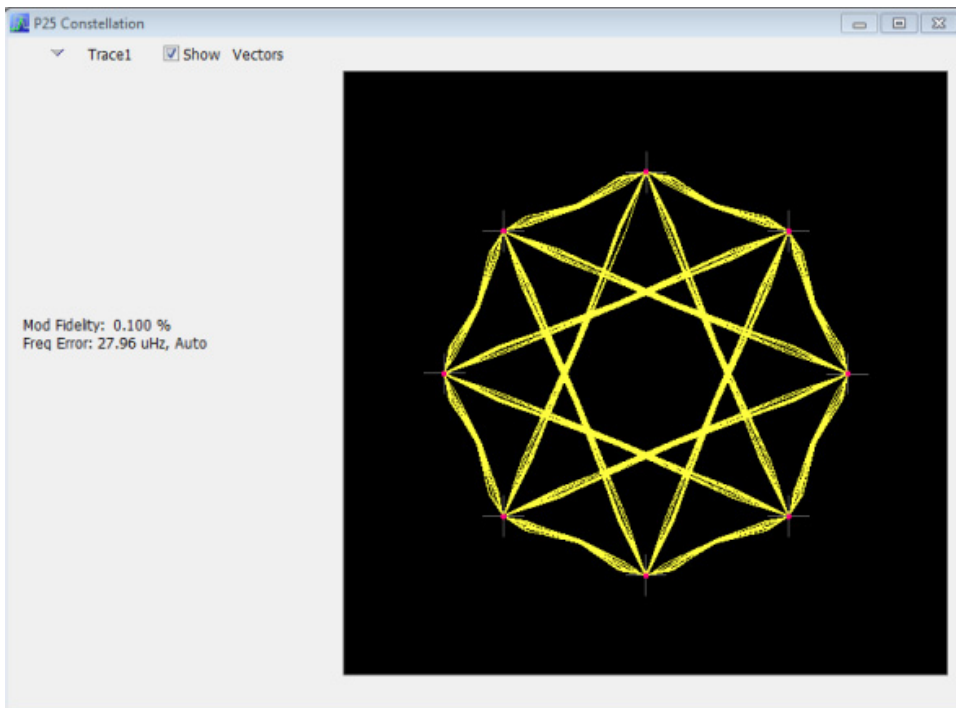 P25 Constellation
Trace1 Show Vectors
Mod Fidelity: 0.100 %
Freq Error: 27.96 uHz, Auto